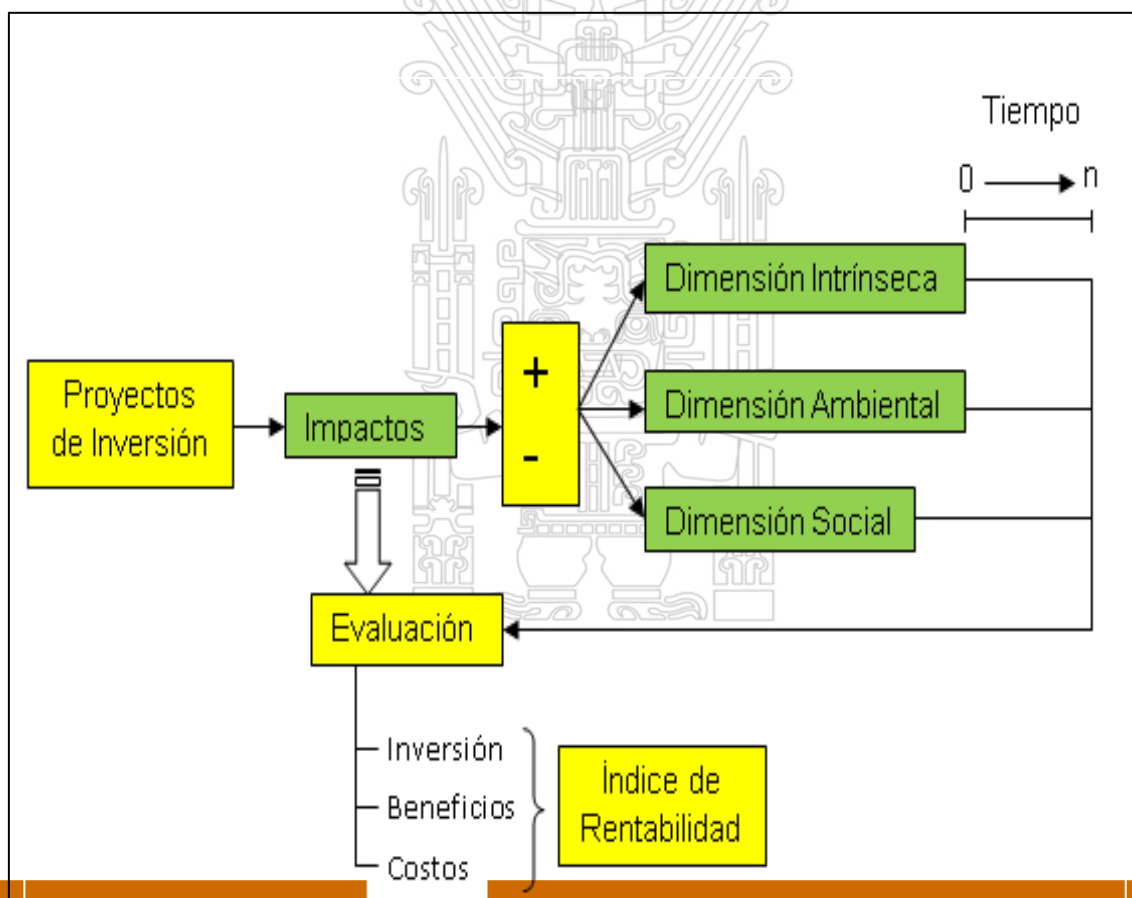 Tiempo
0 n
Dimensión Intrínseca
+
Proyectos
de Inversión
Impactos
Dimensión Ambiental
-
Dimensión Social
Evaluación
Inversión
Beneficios
Costos
Índice de
Rentabilidad